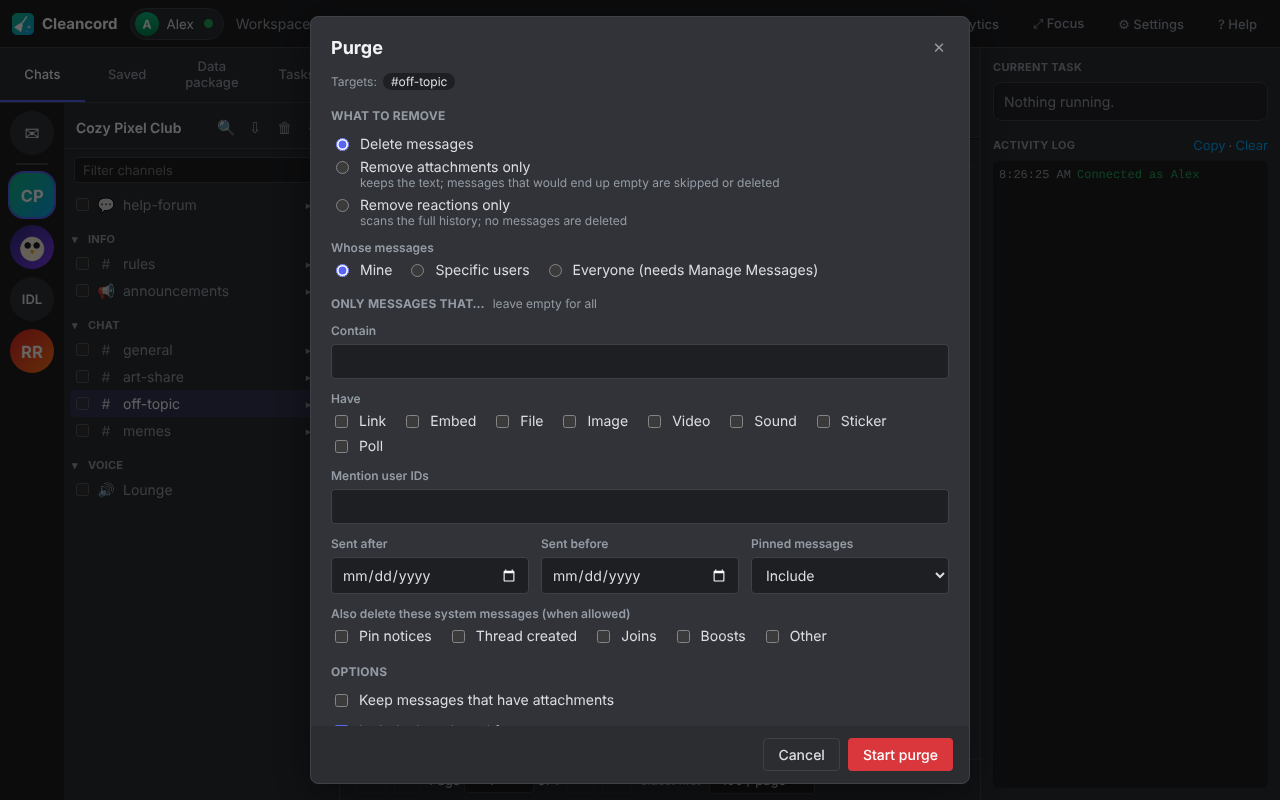 Cleancord
A Alex
Workspace
ytics
Focus
Settings
? Help
Chats
Saved
Data package
Tasks
Cozy Pixel Club
Filter channels
help-forum
INFO
# rules
announcements
CHAT
# general
# art-share
# off-topic
# memes
VOICE
Lounge
CP
IDL
RR
Purge
Targets: #off-topic
WHAT TO REMOVE
Delete messages
Remove attachments only
keeps the text; messages that would end up empty are skipped or deleted
Remove reactions only
scans the full history; no messages are deleted
Whose messages
Mine Specific users Everyone (needs Manage Messages)
ONLY MESSAGES THAT... leave empty for all
Contain
Have
Link Embed File Image Video Sound Sticker
Poll
Mention user IDs
Sent after Sent before Pinned messages
mm/dd/yyyy mm/dd/yyyy Include
Also delete these system messages (when allowed)
Pin notices Thread created Joins Boosts Other
OPTIONS
Keep messages that have attachments
Cancel Start purge
CURRENT TASK
Nothing running.
ACTIVITY LOG Copy · Clear
8:26:25 AM Connected as Alex